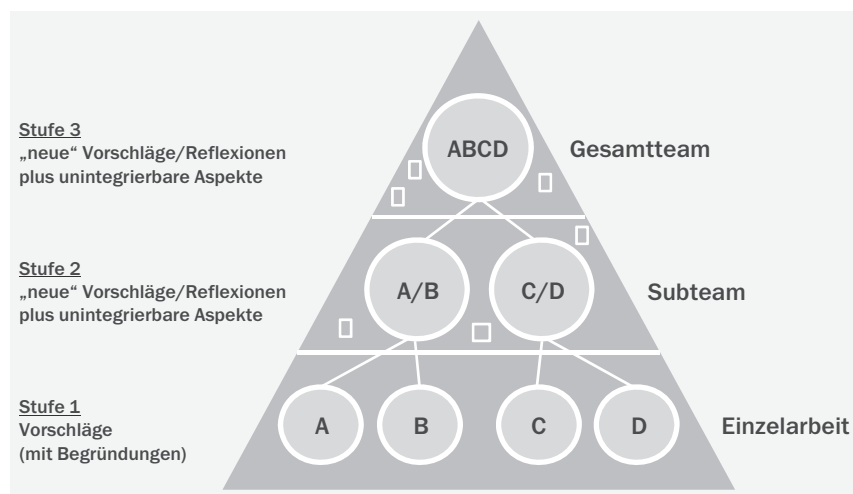 Stufe 3
„neue“ Vorschläge/Reflexionen
plus unintegrierbare Aspekte
ABCD
Gesamtteam
Stufe 2
„neue“ Vorschläge/Reflexionen
plus unintegrierbare Aspekte
A/B
C/D
Subteam
Stufe 1
Vorschläge
(mit Begründungen)
A
B
C
D
Einzelarbeit